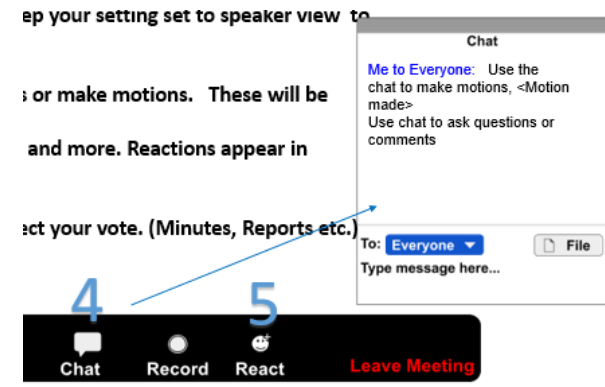 ep your setting set to speaker view to
s or make motions. These will be
and more. Reactions appear in
ect your vote. (Minutes, Reports etc.)
Chat
Me to Everyone: Use the
chat to make motions, <Motion
made>
Use chat to ask questions or
comments
To: Everyone File
Type message here...
4 5
Chat Record React Leave Meeting